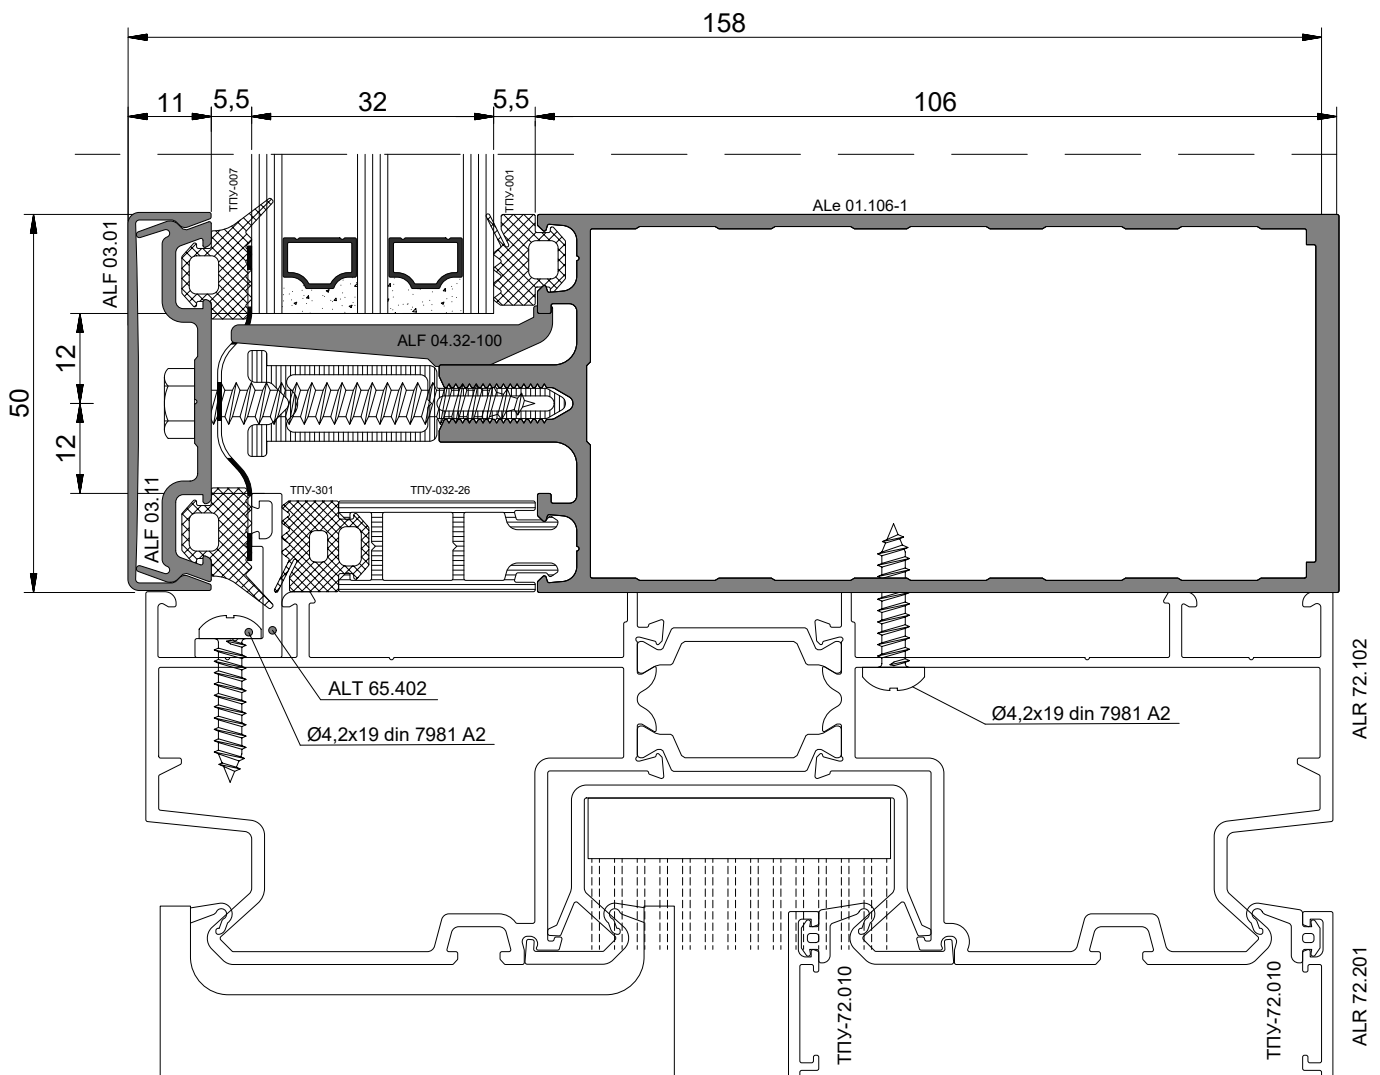 158
11
5,5
32
5,5
106
ТПУ-007
ТПУ-001
ALe 01.106-1
ALF 03.01
ALF 04.32-100
12
50
12
ALF 03.11
ТПУ-301
ТПУ-032-26
ALT 65.402
Ø4,2x19 din 7981 A2
Ø4,2x19 din 7981 A2
ALR 72.102
ТПУ-72.010
ТПУ-72.010
ALR 72.201